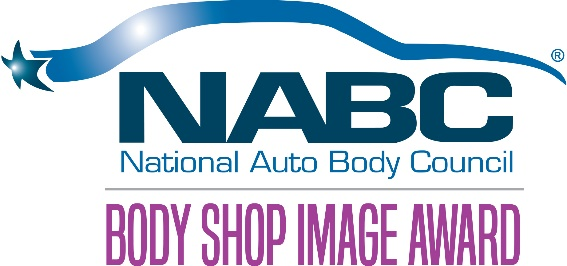 NABC®
National Auto Body Council
BODY SHOP IMAGE AWARD